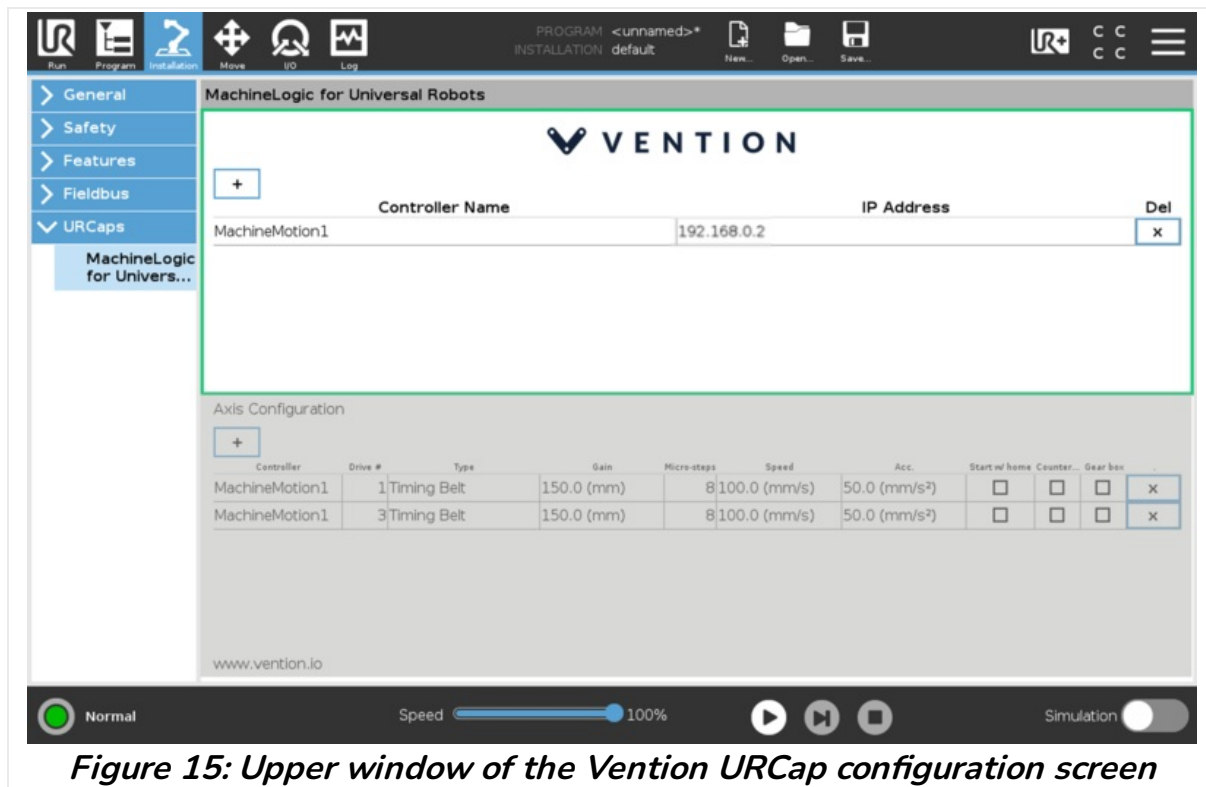 PROGRAM <unnamed>*
INSTALLATION default
UR
Run Program Installation Move I/O Log New... Open... Save...
UR+
C C
C C
General
Safety
Features
Fieldbus
URCaps
MachineLogic
for Univers...
MachineLogic for Universal Robots
VENTION
+
Controller Name IP Address Del
MachineMotion1 192.168.0.2 x
Axis Configuration
+
Controller Drive # Type Gain Micro-steps Speed Acc. Start w/ home Counter... Gear box .
MachineMotion1 1 Timing Belt 150.0 (mm) 8 100.0 (mm/s) 50.0 (mm/s²) x
MachineMotion1 3 Timing Belt 150.0 (mm) 8 100.0 (mm/s) 50.0 (mm/s²) x
www.vention.io
Normal Speed 100% Simulation
Figure 15: Upper window of the Vention URCap configuration screen